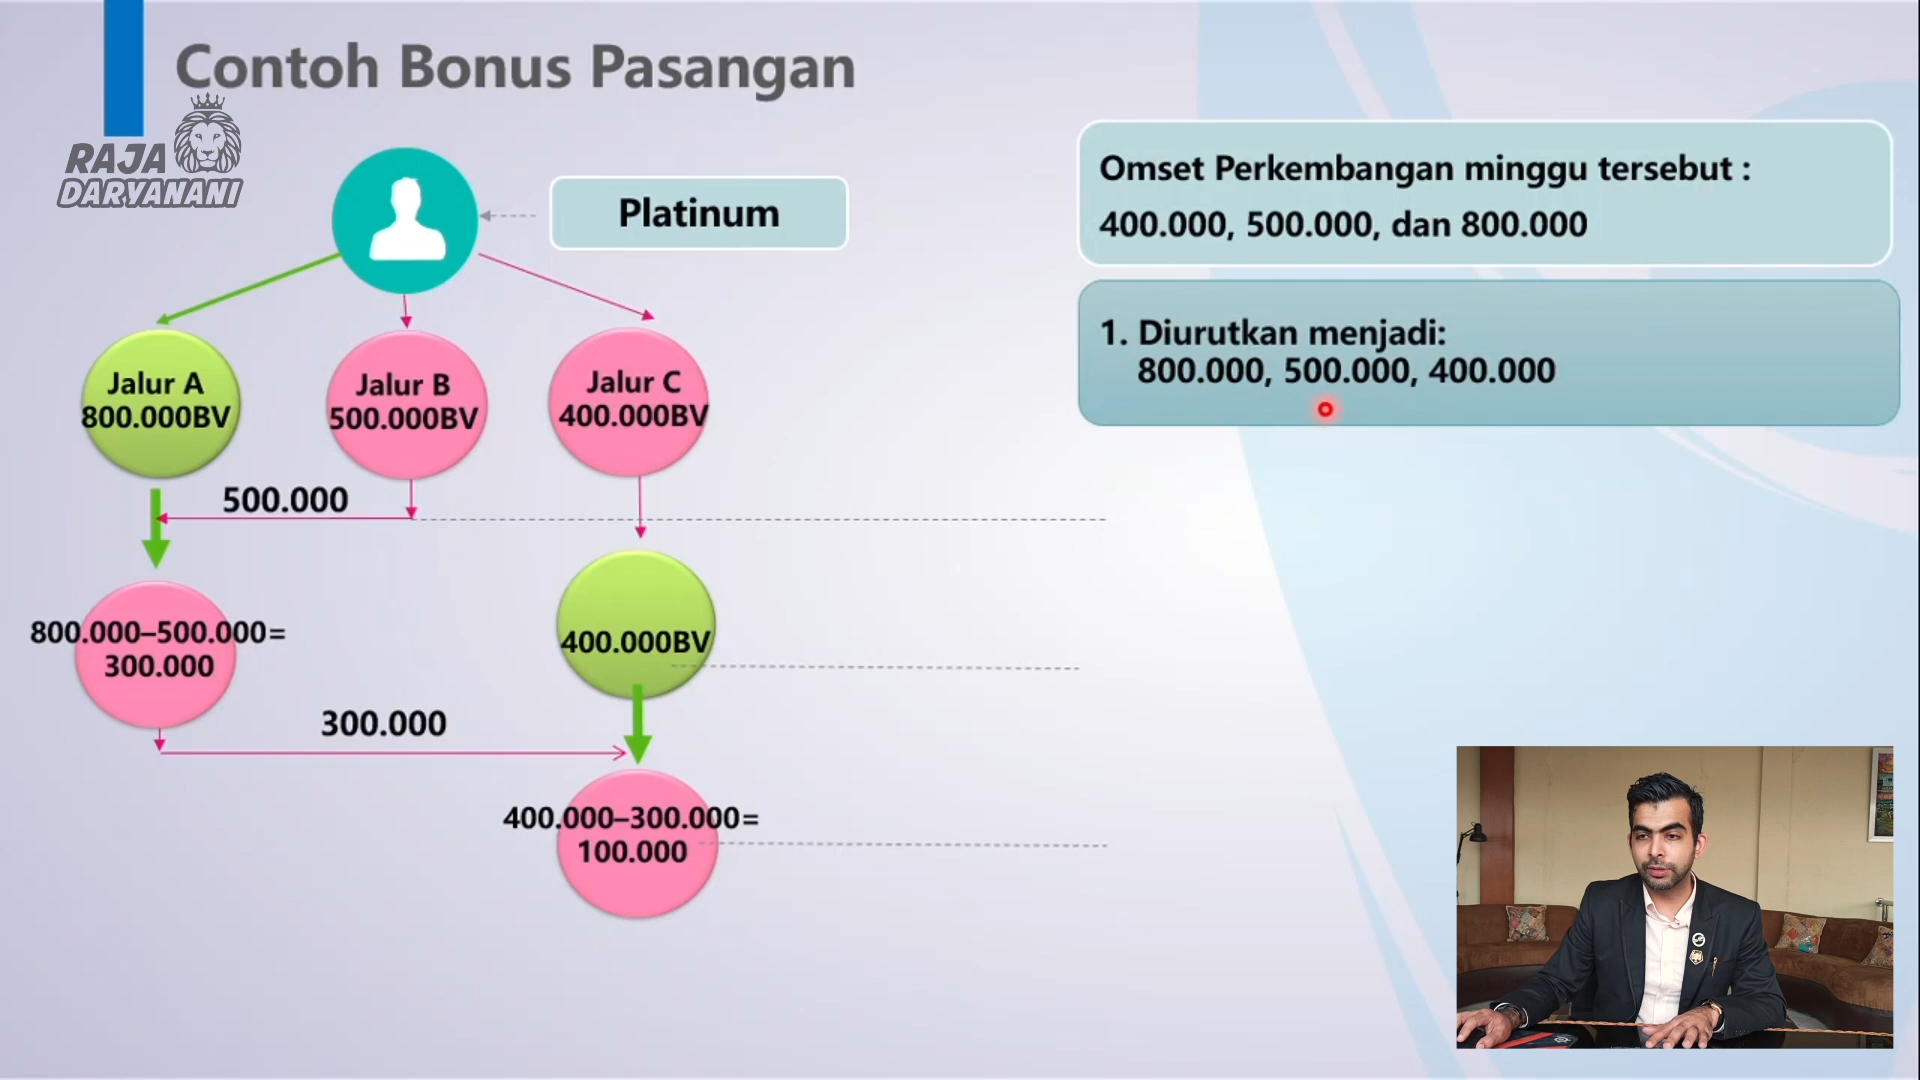 Contoh Bonus Pasangan
RAJA
DARYANANI
Platinum
Omset Perkembangan minggu tersebut :
400.000, 500.000, dan 800.000
1. Diurutkan menjadi:
800.000, 500.000, 400.000
Jalur A
800.000BV
Jalur B
500.000BV
Jalur C
400.000BV
500.000
800.000–500.000=
300.000
400.000BV
300.000
400.000–300.000=
100.000